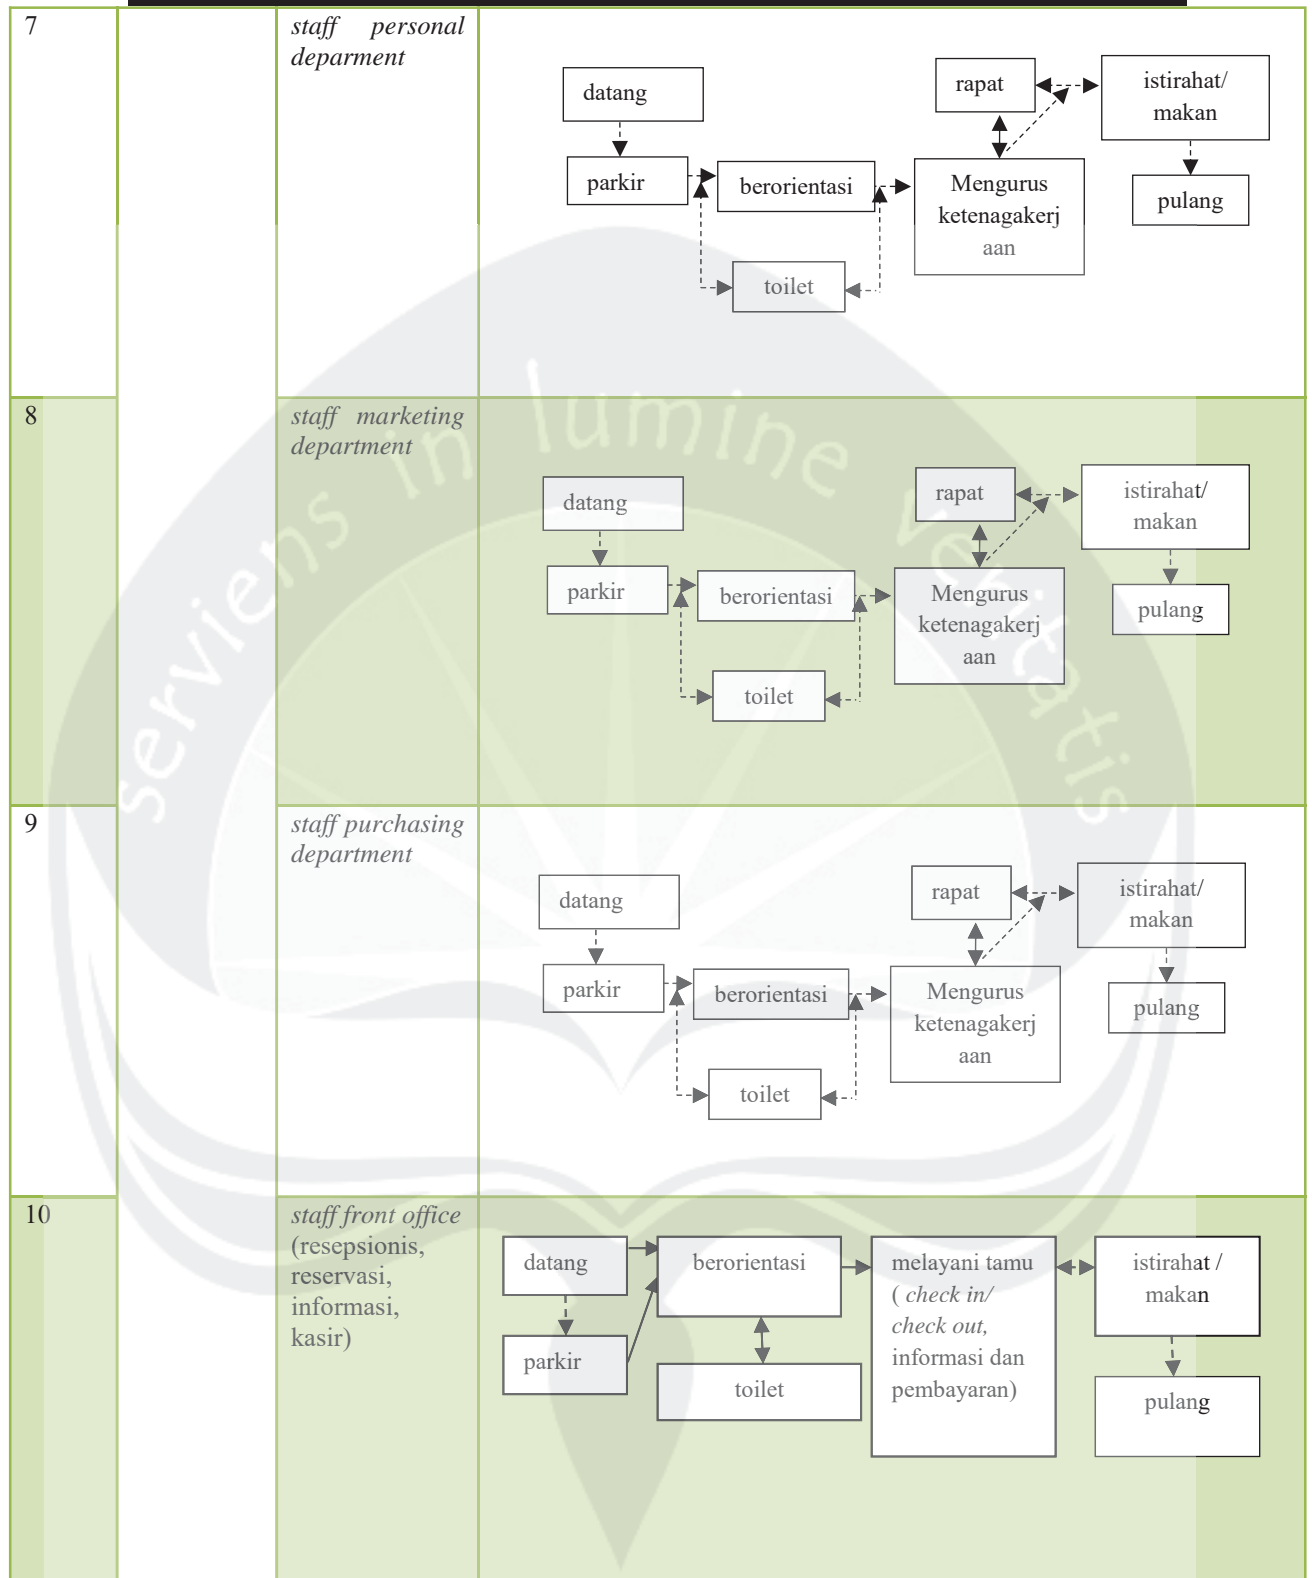 7
staff personal
deparment
datang
parkir
berorientasi
toilet
rapat
Mengurus
ketenagakerj
aan
istirahat/
makan
pulang
8
staff marketing
department
datang
parkir
berorientasi
toilet
rapat
Mengurus
ketenagakerj
aan
istirahat/
makan
pulang
9
staff purchasing
department
datang
parkir
berorientasi
toilet
rapat
Mengurus
ketenagakerj
aan
istirahat/
makan
pulang
10
staff front office
(resepsionis,
reservasi,
informasi,
kasir)
datang
parkir
berorientasi
toilet
melayani tamu
( check in/
check out,
informasi dan
pembayaran)
istirahat /
makan
pulang
serviens in lumine veritatis